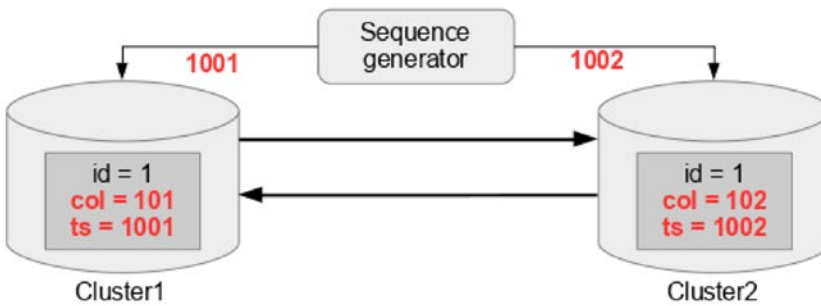 Sequence
generator
1001
1002
id = 1
col = 101
ts = 1001
id = 1
col = 102
ts = 1002
Cluster1
Cluster2